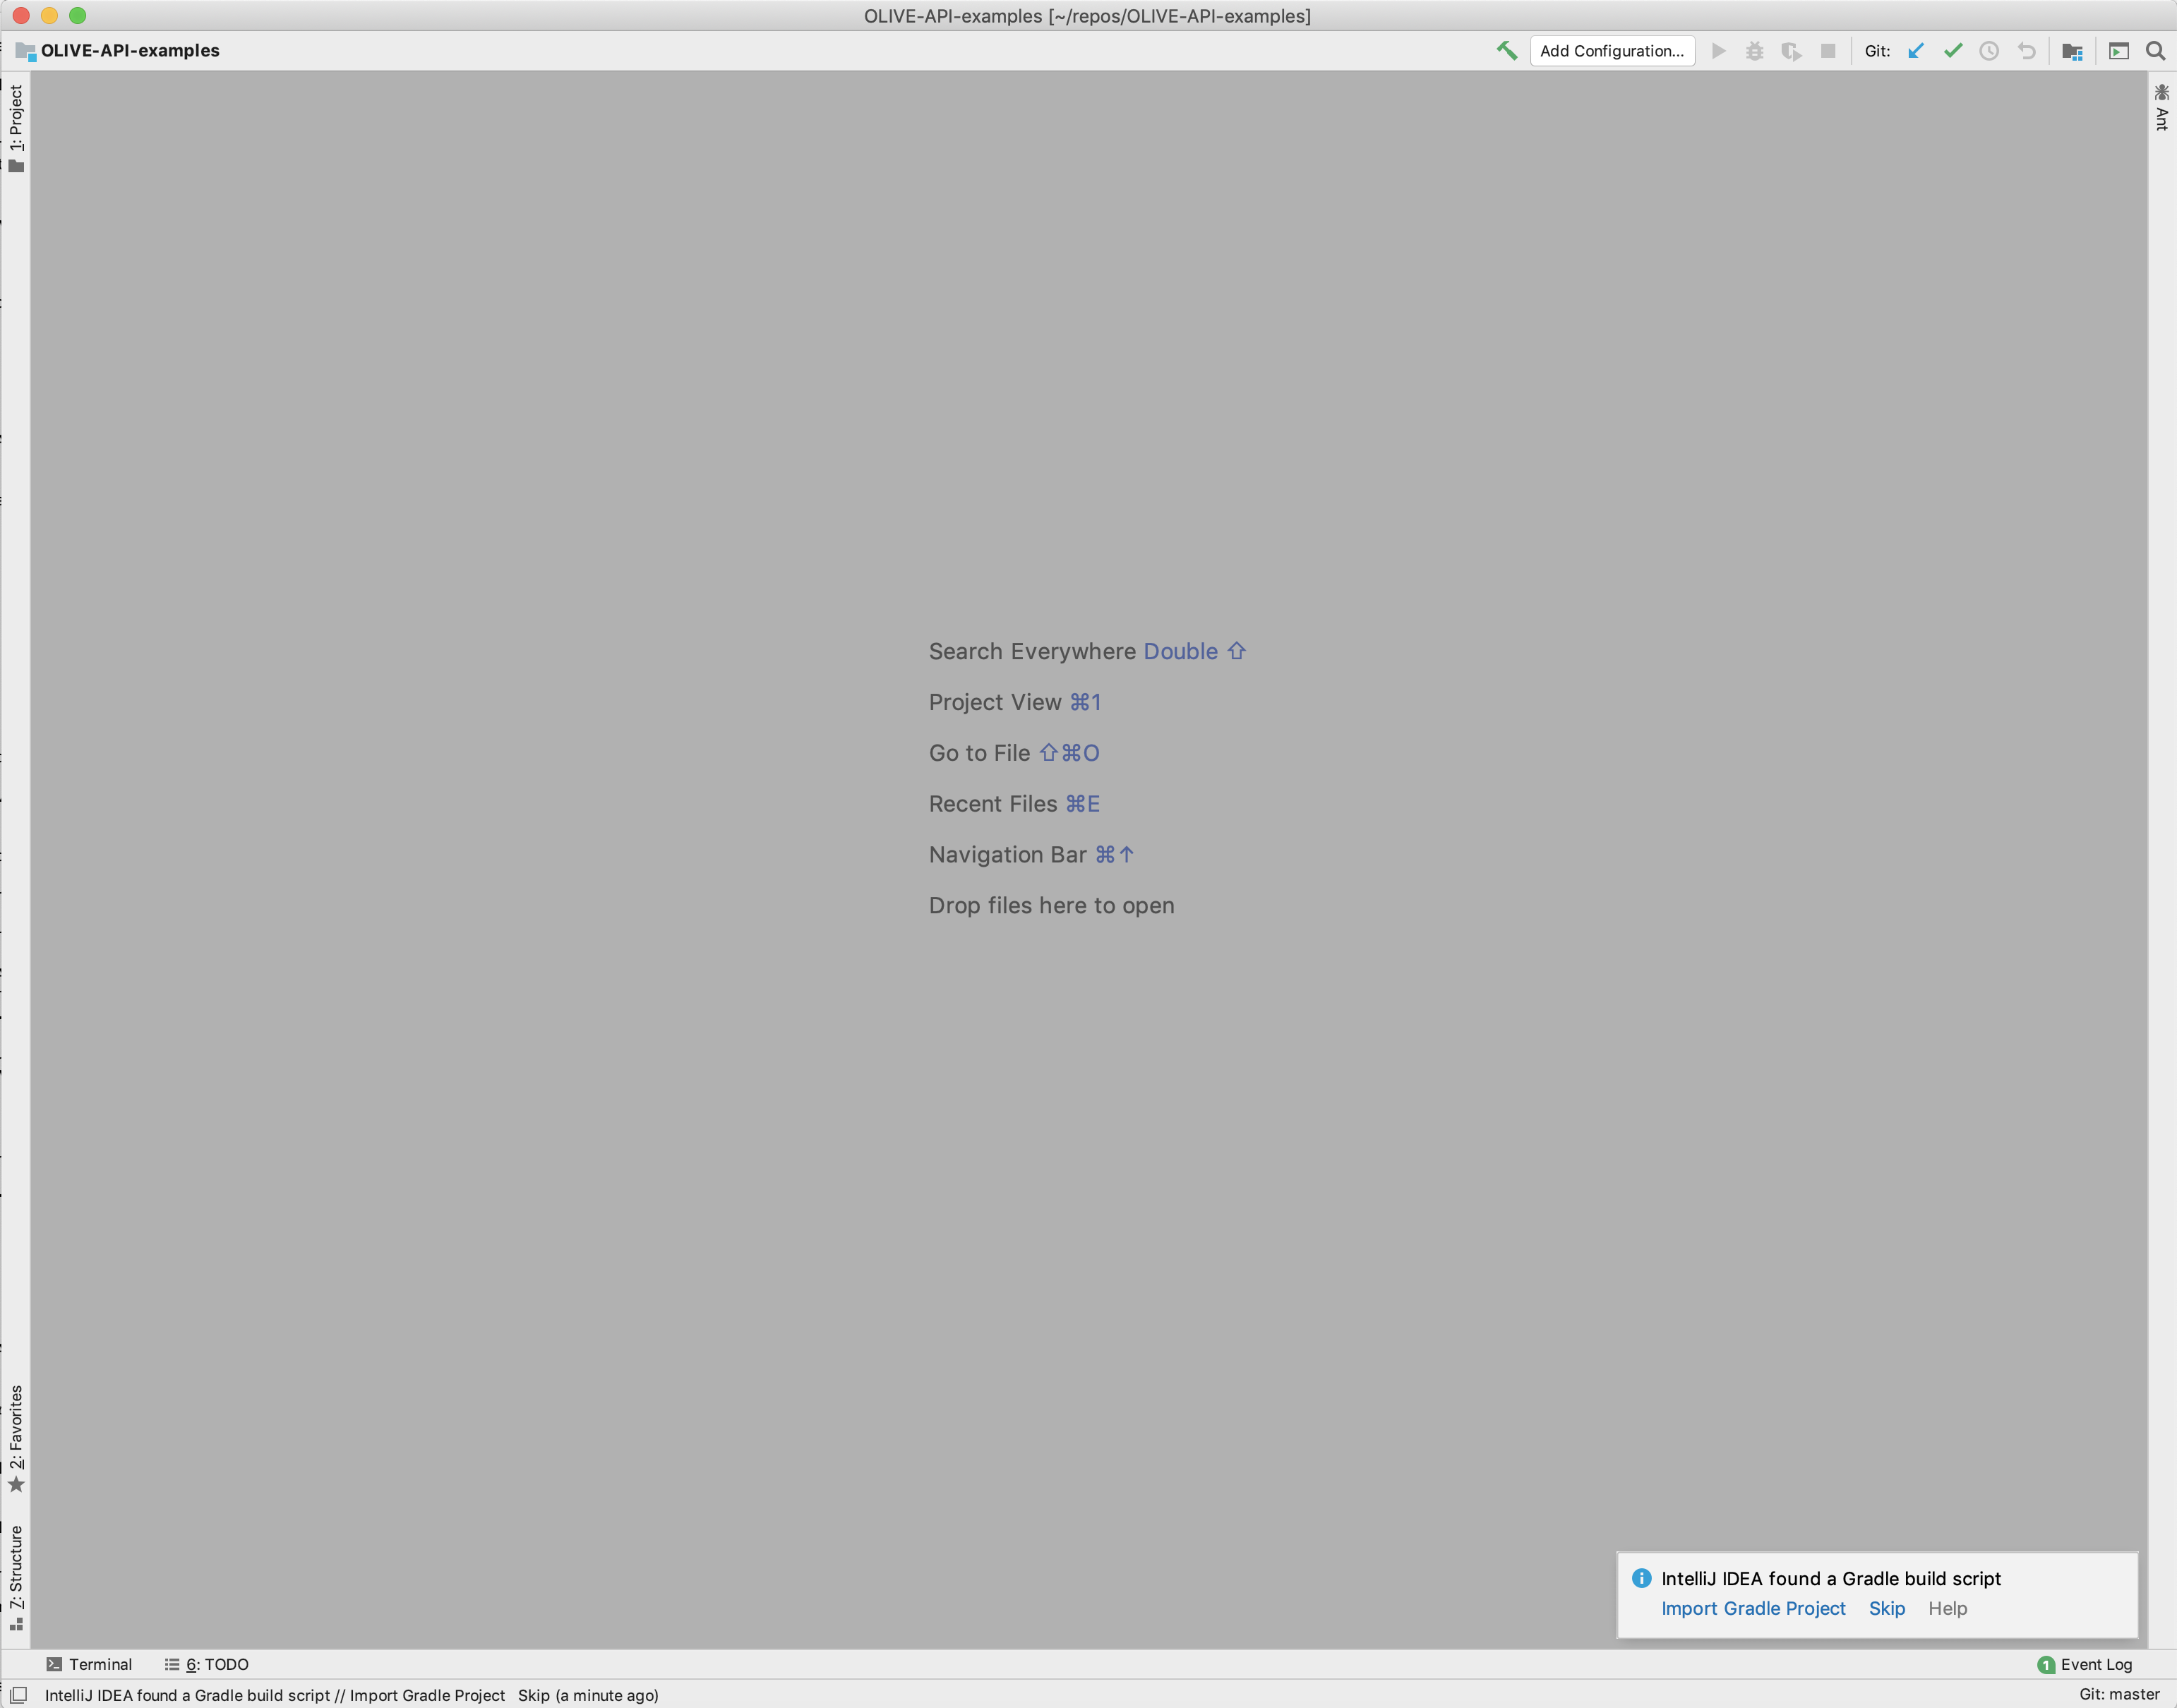 OLIVE-API-examples [~/repos/OLIVE-API-examples]
OLIVE-API-examples
Add Configuration...
Git:
1: Project
Ant
Search Everywhere Double ⇧
Project View ⌘1
Go to File ⇧⌘O
Recent Files ⌘E
Navigation Bar ⌘↑
Drop files here to open
2: Favorites
7: Structure
IntelliJ IDEA found a Gradle build script
Import Gradle Project Skip Help
Terminal 6: TODO
1 Event Log
IntelliJ IDEA found a Gradle build script // Import Gradle Project Skip (a minute ago)
Git: master